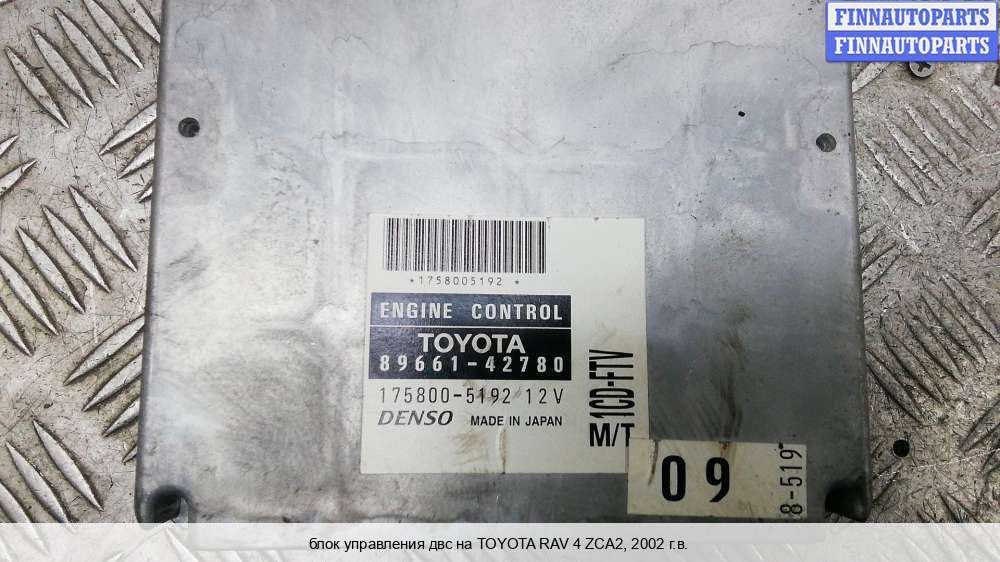 FINNAUTOPARTS
FINNAUTOPARTS
*1758005192 *
ENGINE CONTROL
TOYOTA
89661-42780
175800-5192 12V
DENSO MADE IN JAPAN
1CD-FTV
M/T
09
8-519
блок управления двс на TOYOTA RAV 4 ZCA2, 2002 г.в.